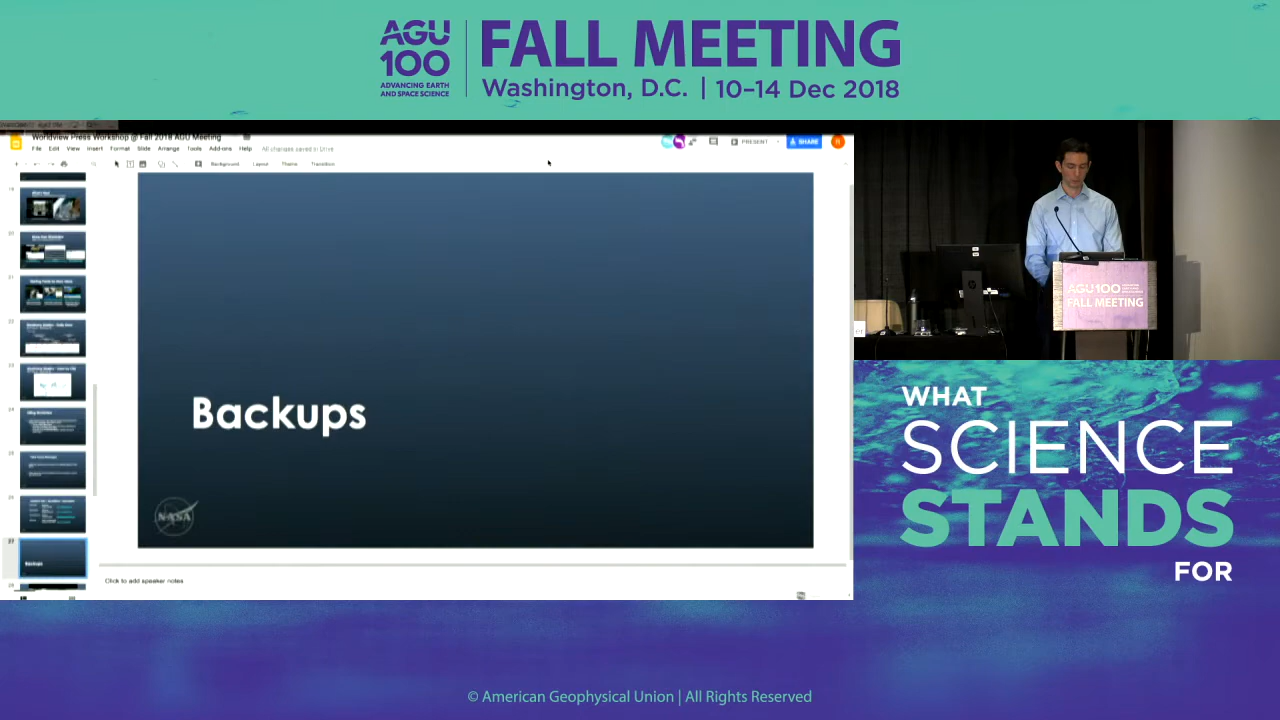 AGU
100
ADVANCING EARTH
AND SPACE SCIENCE
FALL MEETING
Washington, D.C. | 10–14 Dec 2018
Worldview Press Workshop @ Fall 2018 AGU Meeting
File Edit View Insert Format Slide Arrange Tools Add-ons Help All changes saved in Drive
PRESENT
SHARE
Background Layout Theme Transition
Backups
NASA
Click to add speaker notes
AGU100
FALL MEETING
WHAT
SCIENCE
STANDS
FOR
© American Geophysical Union | All Rights Reserved